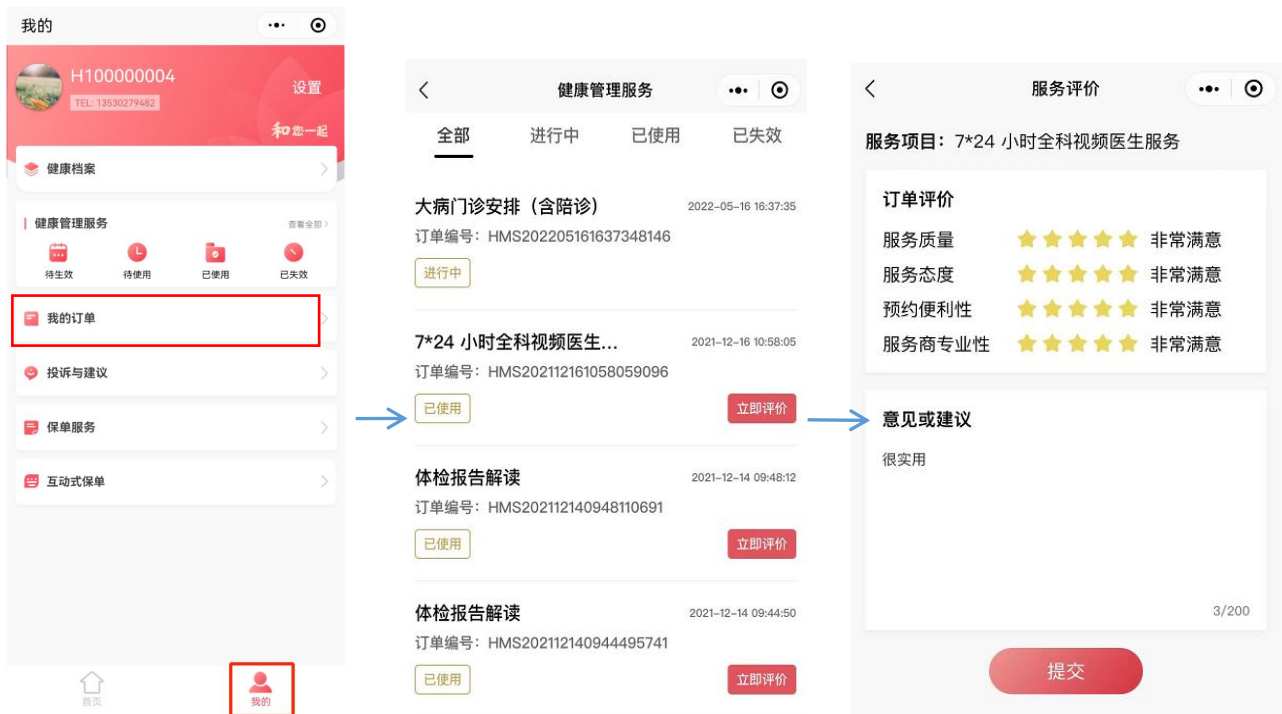 我的
H100000004
TEL: 13530279482
设置
和您一起
健康档案
健康管理服务
查看全部
待生效
待使用
已使用
已失效
我的订单
投诉与建议
保单服务
互动式保单
首页
我的
健康管理服务
全部
进行中
已使用
已失效
大病门诊安排（含陪诊）
2022-05-16 16:37:35
订单编号：HMS202205161637348146
进行中
7*24 小时全科视频医生...
2021-12-16 10:58:05
订单编号：HMS202112161058059096
已使用
立即评价
体检报告解读
2021-12-14 09:48:12
订单编号：HMS202112140948110691
已使用
立即评价
体检报告解读
2021-12-14 09:44:50
订单编号：HMS202112140944495741
已使用
立即评价
服务评价
服务项目：7*24 小时全科视频医生服务
订单评价
服务质量 非常满意
服务态度 非常满意
预约便利性 非常满意
服务商专业性 非常满意
意见或建议
很实用
3/200
提交